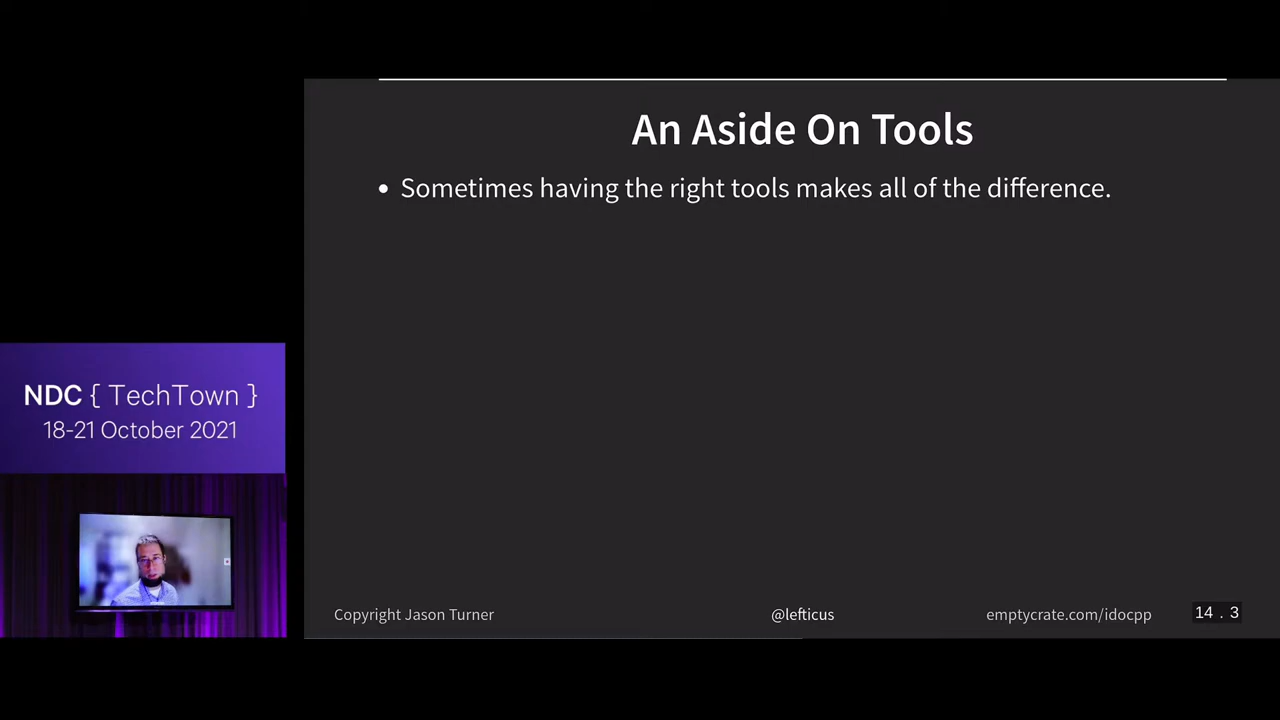 An Aside On Tools
• Sometimes having the right tools makes all of the difference.
NDC { TechTown }
18-21 October 2021
Copyright Jason Turner
@lefticus
emptycrate.com/idocpp
14 . 3